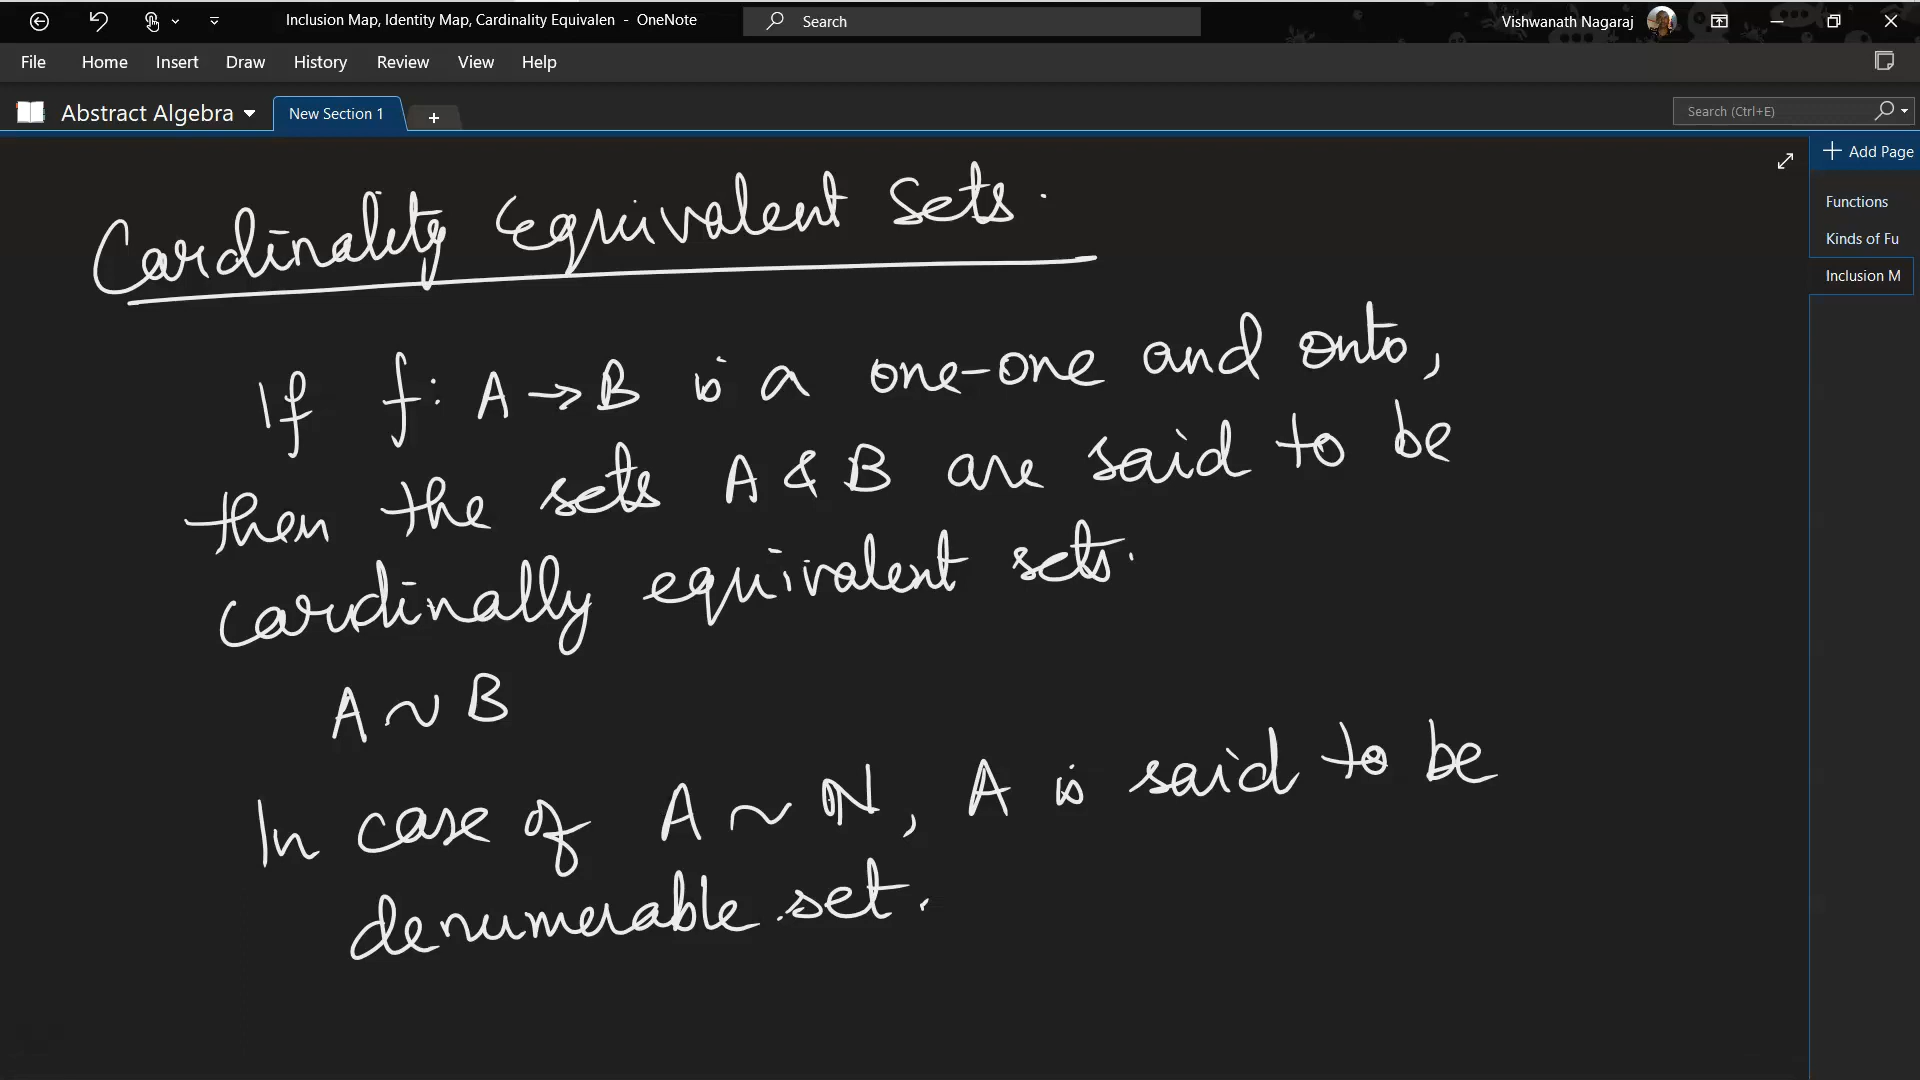 Inclusion Map, Identity Map, Cardinality Equivalen - OneNote
Search
Vishwanath Nagaraj
File Home Insert Draw History Review View Help
Abstract Algebra
New Section 1
+
Search (Ctrl+E)
+ Add Page
Functions
Kinds of Fu
Inclusion M
Cardinality Equivalent Sets.
If f: A → B is a one-one and onto,
then the sets A & B are said to be
cardinally equivalent sets.
A ~ B
In case of A ~ N, A is said to be
denumerable set.